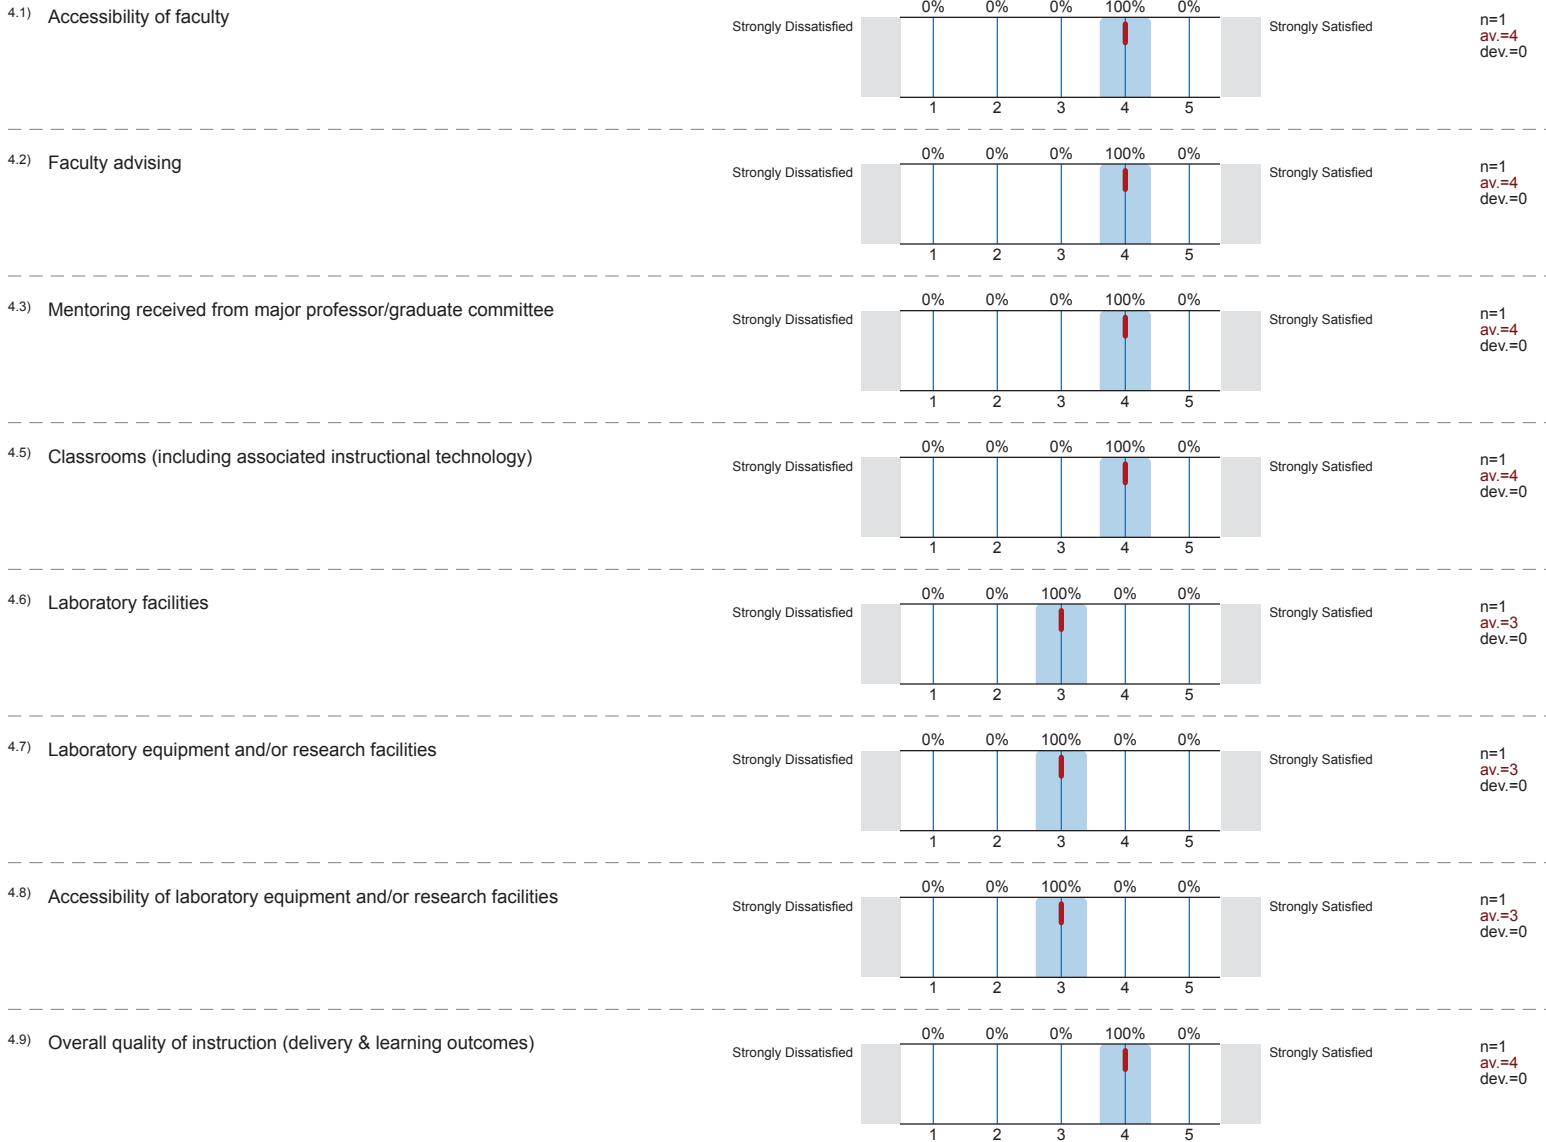 4.1) Accessibility of faculty
0% 0% 0% 100% 0%
Strongly Dissatisfied Strongly Satisfied
n=1
av.=4
dev.=0
1 2 3 4 5
4.2) Faculty advising
0% 0% 0% 100% 0%
Strongly Dissatisfied Strongly Satisfied
n=1
av.=4
dev.=0
1 2 3 4 5
4.3) Mentoring received from major professor/graduate committee
0% 0% 0% 100% 0%
Strongly Dissatisfied Strongly Satisfied
n=1
av.=4
dev.=0
1 2 3 4 5
4.5) Classrooms (including associated instructional technology)
0% 0% 0% 100% 0%
Strongly Dissatisfied Strongly Satisfied
n=1
av.=4
dev.=0
1 2 3 4 5
4.6) Laboratory facilities
0% 0% 100% 0% 0%
Strongly Dissatisfied Strongly Satisfied
n=1
av.=3
dev.=0
1 2 3 4 5
4.7) Laboratory equipment and/or research facilities
0% 0% 100% 0% 0%
Strongly Dissatisfied Strongly Satisfied
n=1
av.=3
dev.=0
1 2 3 4 5
4.8) Accessibility of laboratory equipment and/or research facilities
0% 0% 100% 0% 0%
Strongly Dissatisfied Strongly Satisfied
n=1
av.=3
dev.=0
1 2 3 4 5
4.9) Overall quality of instruction (delivery & learning outcomes)
0% 0% 0% 100% 0%
Strongly Dissatisfied Strongly Satisfied
n=1
av.=4
dev.=0
1 2 3 4 5